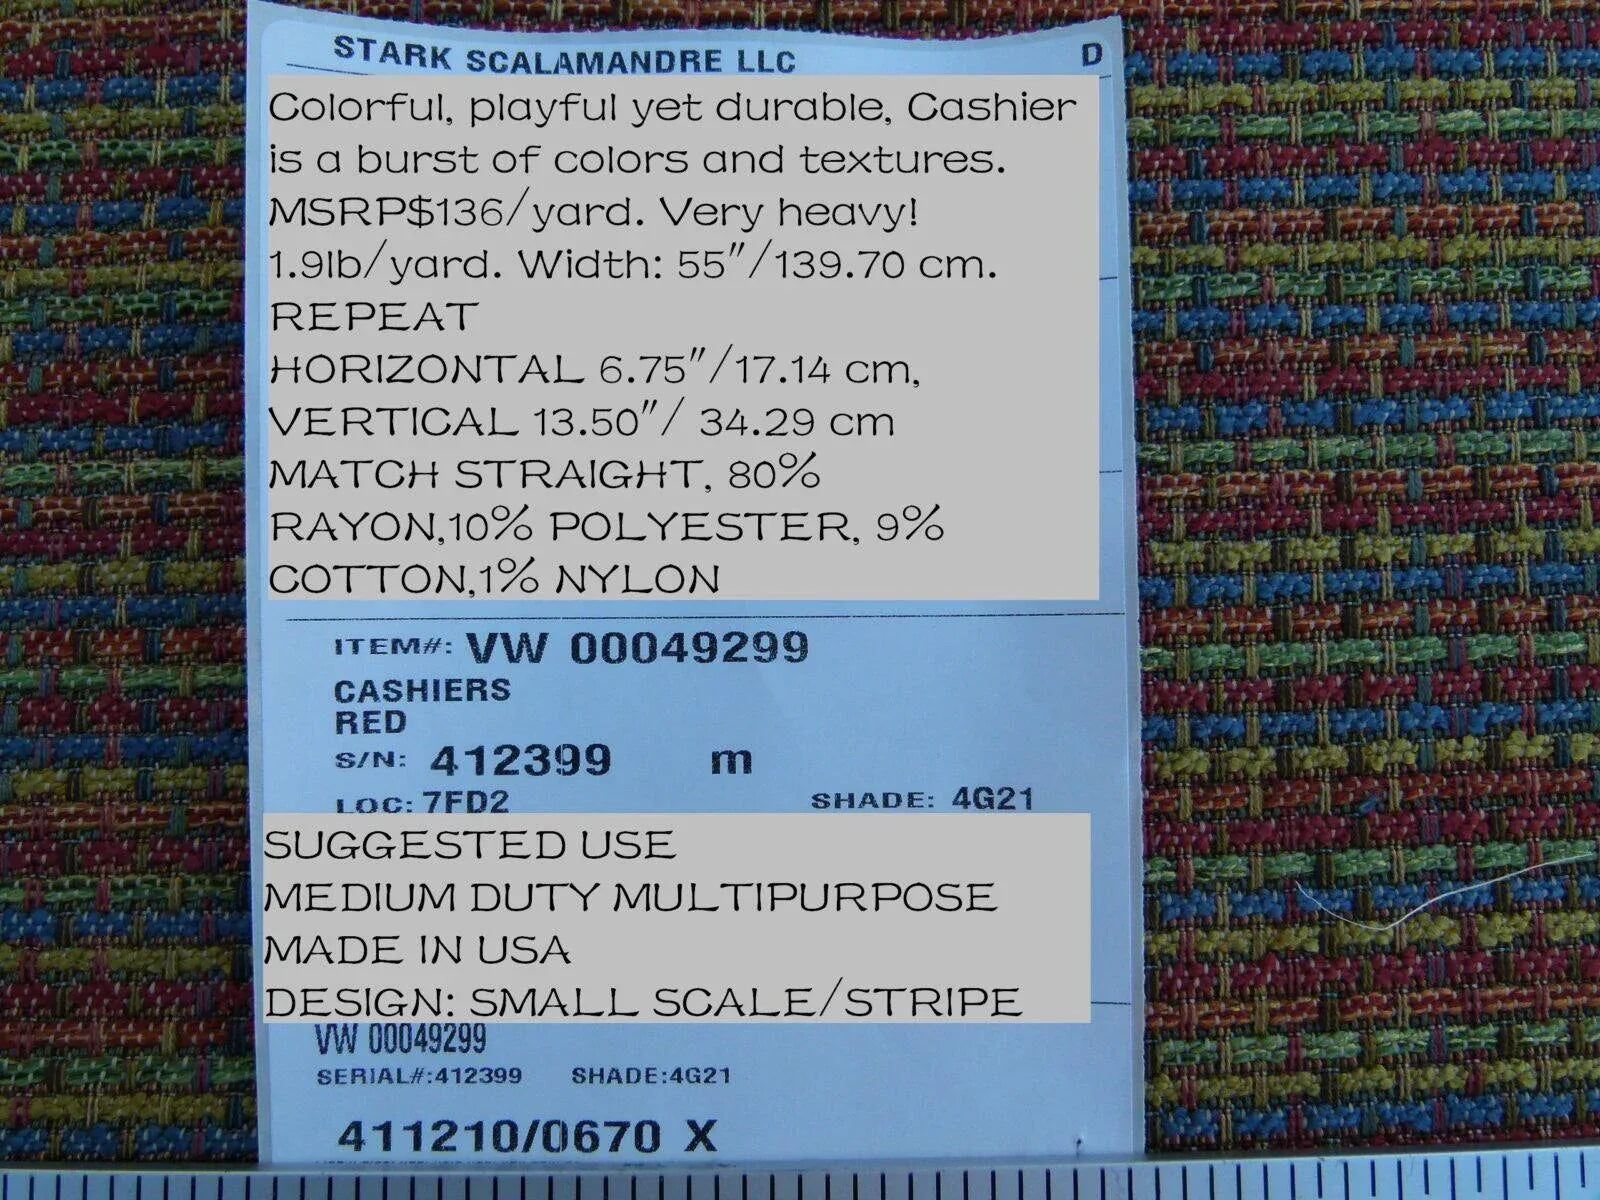 STARK SCALAMANDRE LLC D
Colorful, playful yet durable, Cashier
is a burst of colors and textures.
MSRP$136/yard. Very heavy!
1.9lb/yard. Width: 55"/139.70 cm.
REPEAT
HORIZONTAL 6.75"/17.14 cm,
VERTICAL 13.50"/ 34.29 cm
MATCH STRAIGHT, 80%
RAYON,10% POLYESTER, 9%
COTTON,1% NYLON
ITEM#: VW 00049299
CASHIERS
RED
S/N: 412399 m
LOC: 7FD2 SHADE: 4G21
SUGGESTED USE
MEDIUM DUTY MULTIPURPOSE
MADE IN USA
DESIGN: SMALL SCALE/STRIPE
VW 00049299
SERIAL#:412399 SHADE:4G21
411210/0670 X